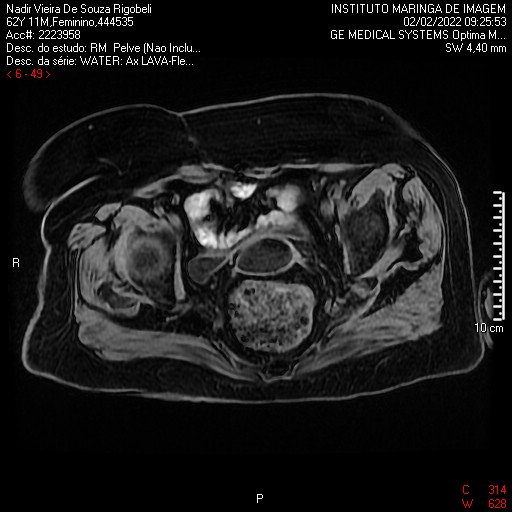 Nadir Vieira De Souza Rigobeli
62Y 11M,Feminino,444535
Acc#: 2223958
Desc. do estudo: RM Pelve (Nao Inclu...
Desc. da série: WATER: Ax LAVA-Fle...
< 6 - 49 >
INSTITUTO MARINGA DE IMAGEM
02/02/2022 09:25:53
GE MEDICAL SYSTEMS Optima M...
SW 4,40 mm
R
10 cm
P
C 314
W 628